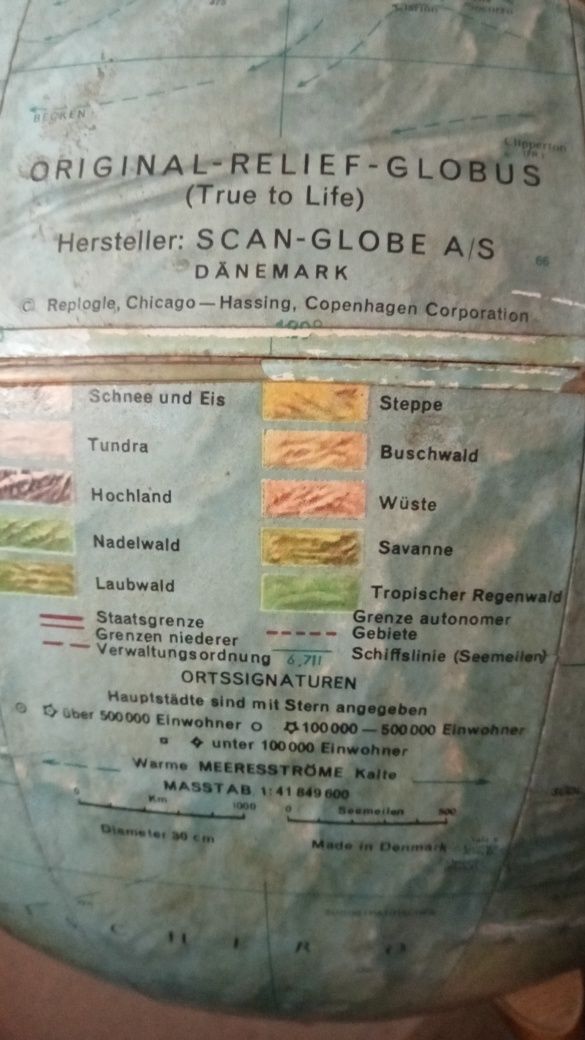 BECKEN
Clipperton
ORIGINAL-RELIEF-GLOBUS
(True to Life)
Hersteller: SCAN-GLOBE A/S
66
DÄNEMARK
© Replogle, Chicago — Hassing, Copenhagen Corporation
Schnee und Eis
Steppe
Tundra
Buschwald
Hochland
Wüste
Nadelwald
Savanne
Laubwald
Tropischer Regenwald
Staatsgrenze
Grenze autonomer
Grenzen niederer
Gebiete
Verwaltungsordnung
6,711
Schiffslinie (Seemeilen)
ORTSSIGNATUREN
Hauptstädte sind mit Stern angegeben
über 500 000 Einwohner
100 000 — 500 000 Einwohner
unter 100 000 Einwohner
Warme MEERESSTRÖME Kalte
MASSTAB 1:41 849 600
0 Km 1000
0 Seemeilen 500
Diameter 30 cm
Made in Denmark